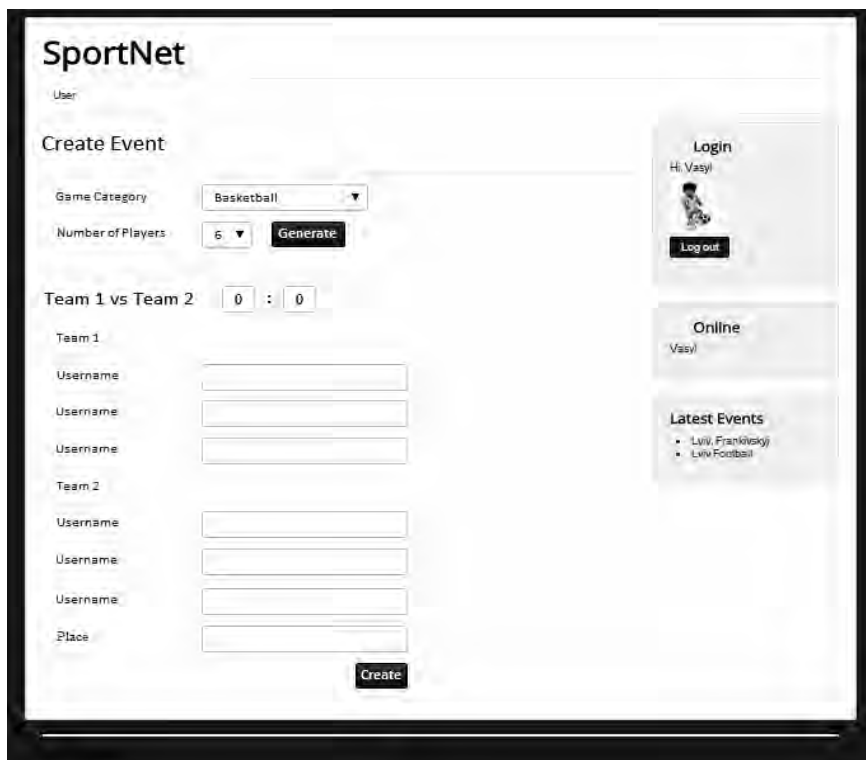 SportNet
User
Create Event
Game Category Basketball
Number of Players 6 Generate
Team 1 vs Team 2 0 : 0
Team 1
Username
Username
Username
Team 2
Username
Username
Username
Place
Create
Login
Hi, Vasyl
Log out
Online
Vasyl
Latest Events
Lviv, Frankivskyj
Lviv Football